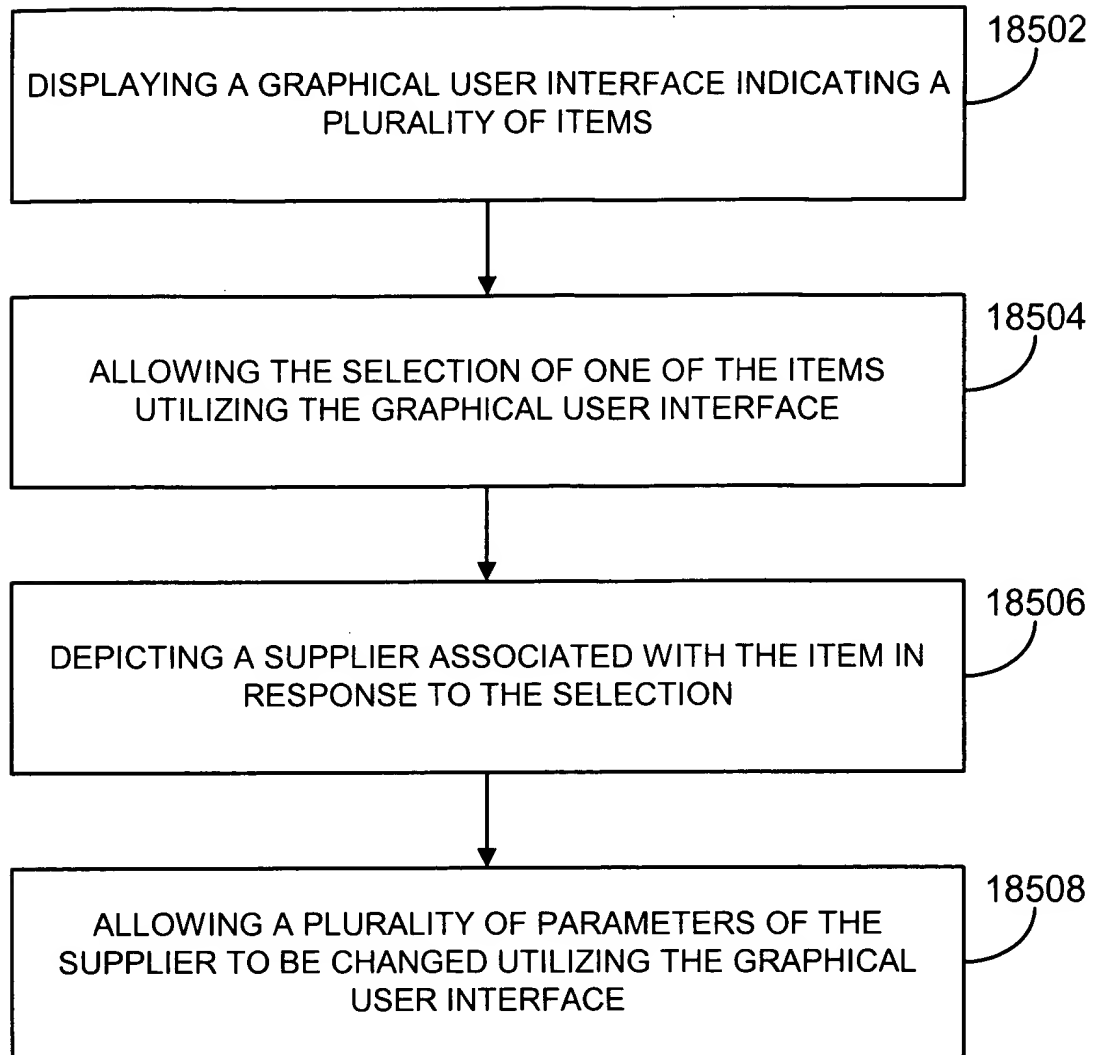 18502
DISPLAYING A GRAPHICAL USER INTERFACE INDICATING A
PLURALITY OF ITEMS
18504
ALLOWING THE SELECTION OF ONE OF THE ITEMS
UTILIZING THE GRAPHICAL USER INTERFACE
18506
DEPICTING A SUPPLIER ASSOCIATED WITH THE ITEM IN
RESPONSE TO THE SELECTION
18508
ALLOWING A PLURALITY OF PARAMETERS OF THE
SUPPLIER TO BE CHANGED UTILIZING THE GRAPHICAL
USER INTERFACE